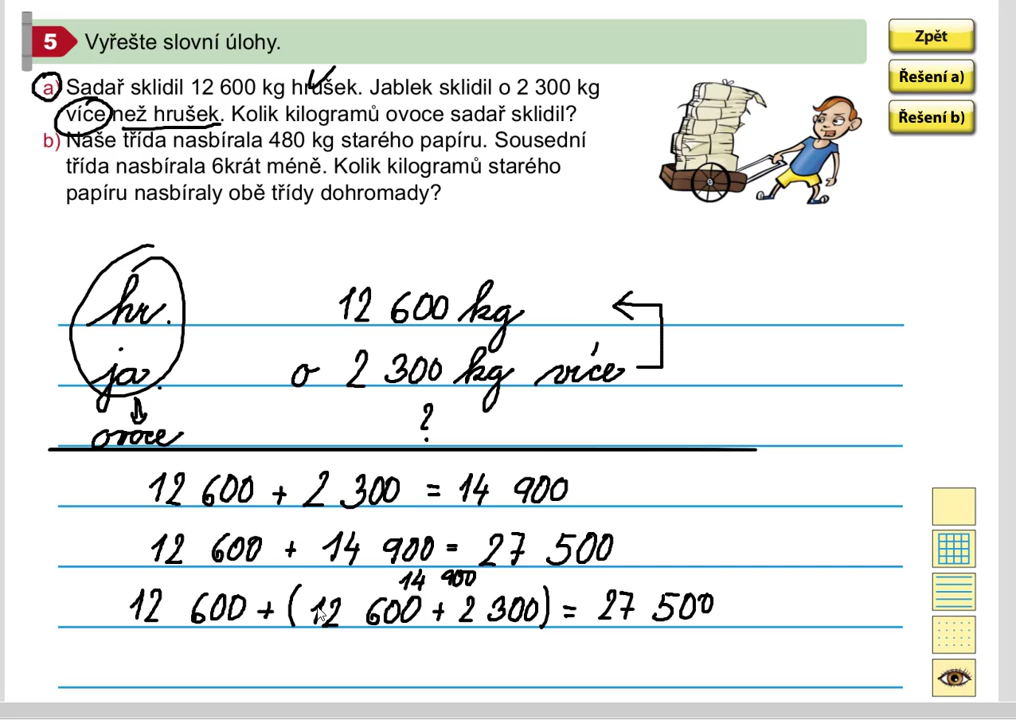 5 Vyřešte slovní úlohy.
Zpět
Řešení a)
Řešení b)
a) Sadař sklidil 12 600 kg hrušek. Jablek sklidil o 2 300 kg
více než hrušek. Kolik kilogramů ovoce sadař sklidil?
b) Naše třída nasbírala 480 kg starého papíru. Sousední
třída nasbírala 6krát méně. Kolik kilogramů starého
papíru nasbíraly obě třídy dohromady?
hr. 12 600 kg
ja. o 2 300 kg více
ovoce ?
12 600 + 2 300 = 14 900
12 600 + 14 900 = 27 500
14 900
12 600 + (12 600 + 2 300) = 27 500